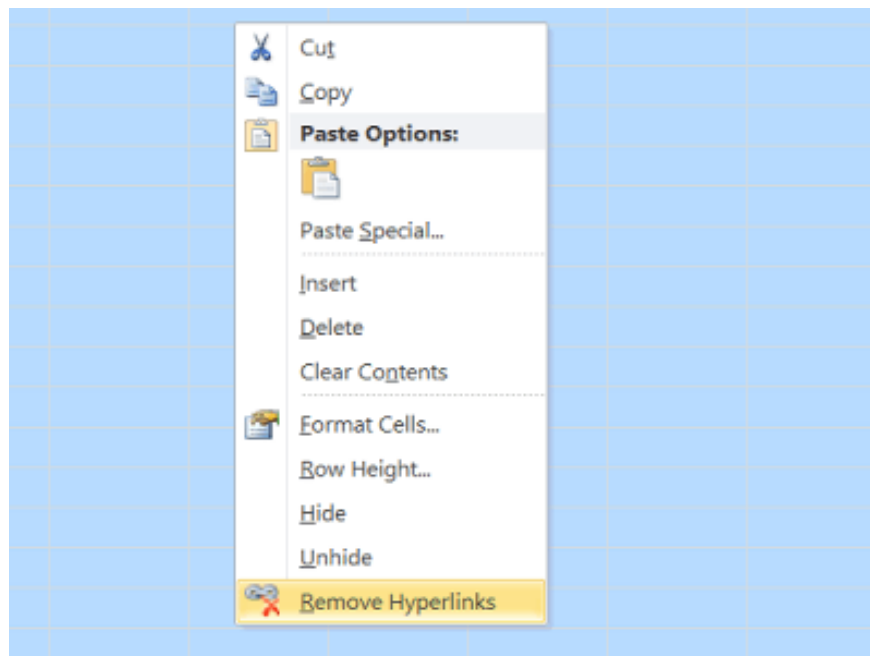 Cut
Copy
Paste Options:
Paste Special...
Insert
Delete
Clear Contents
Format Cells...
Row Height...
Hide
Unhide
Remove Hyperlinks